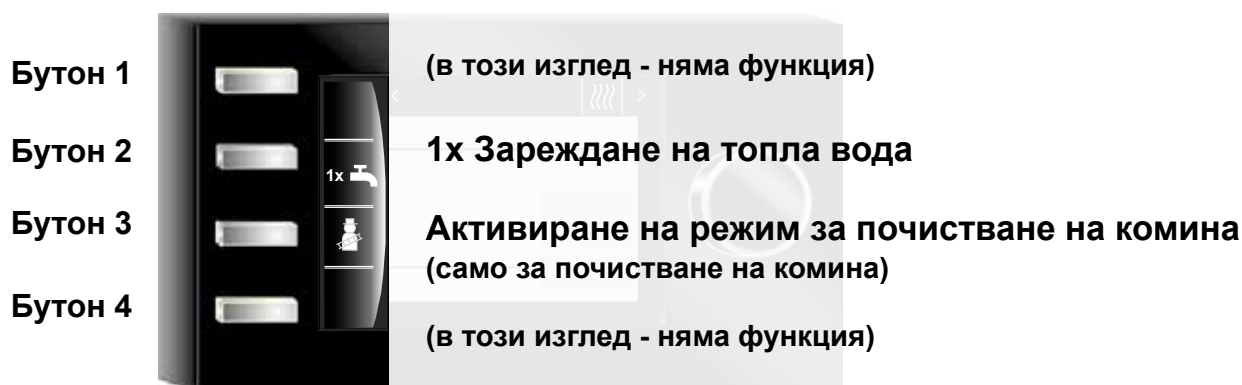 Бутон 1
(в този изглед - няма функция)
Бутон 2
1x Зареждане на топла вода
1x
Бутон 3
Активиране на режим за почистване на комина
(само за почистване на комина)
Бутон 4
(в този изглед - няма функция)